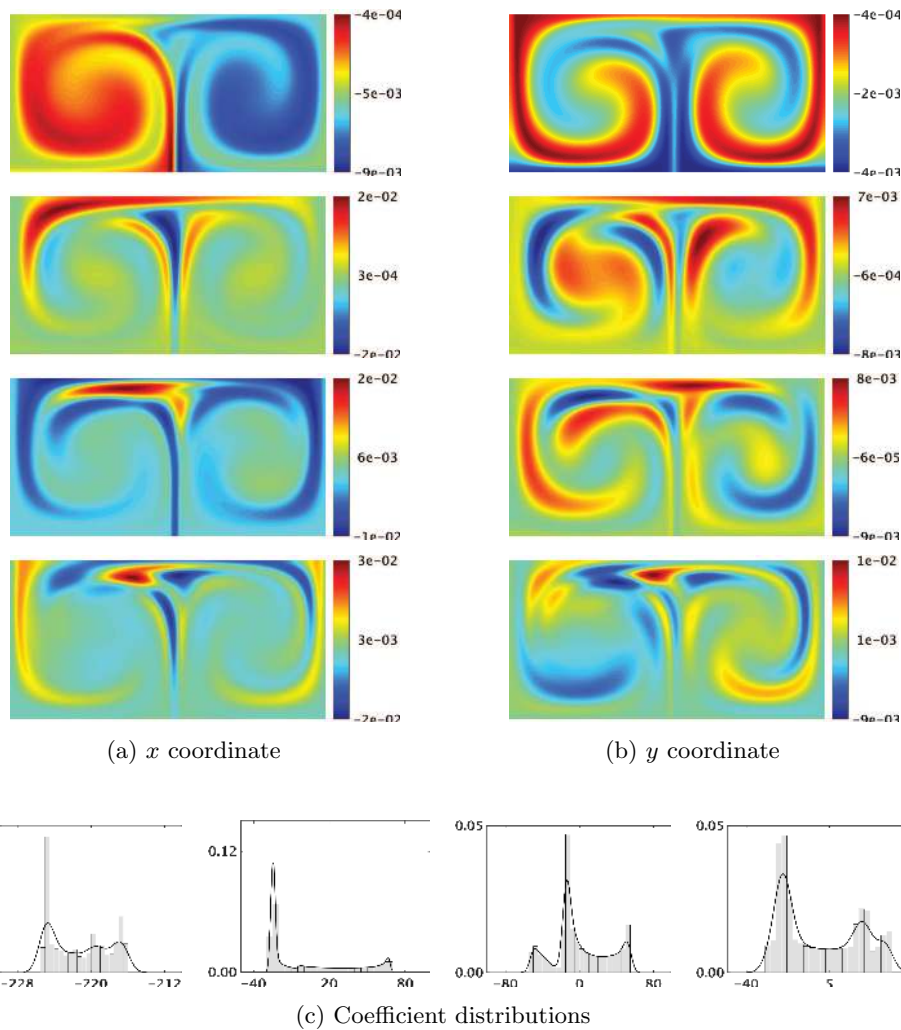 -4e-04
-5e-03
-9e-03
-4e-04
-2e-03
-4e-03
2e-02
3e-04
-2e-02
7e-03
-6e-04
-8e-03
2e-02
6e-03
-1e-02
8e-03
-6e-05
-9e-03
3e-02
3e-03
-2e-02
1e-02
1e-03
-9e-03
(a) x coordinate
(b) y coordinate
-228 -220 -212
0.12
0.00
-40 20 80
0.05
0.00
-80 0 80
0.05
0.00
-40 5
(c) Coefficient distributions